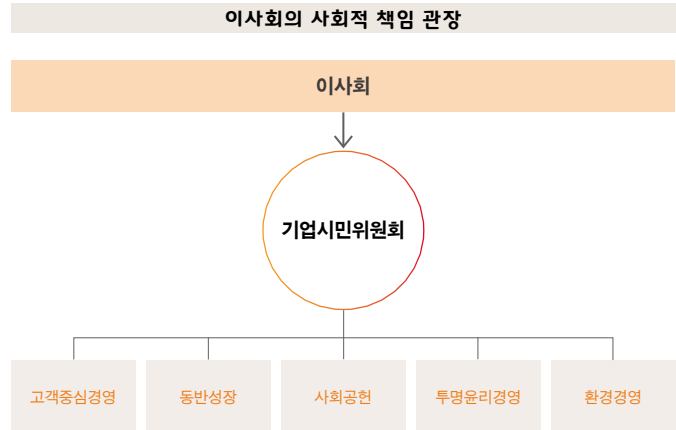 이사회의 사회적 책임 관장
이사회
기업시민위원회
고객중심경영
동반성장
사회공헌
투명윤리경영
환경경영